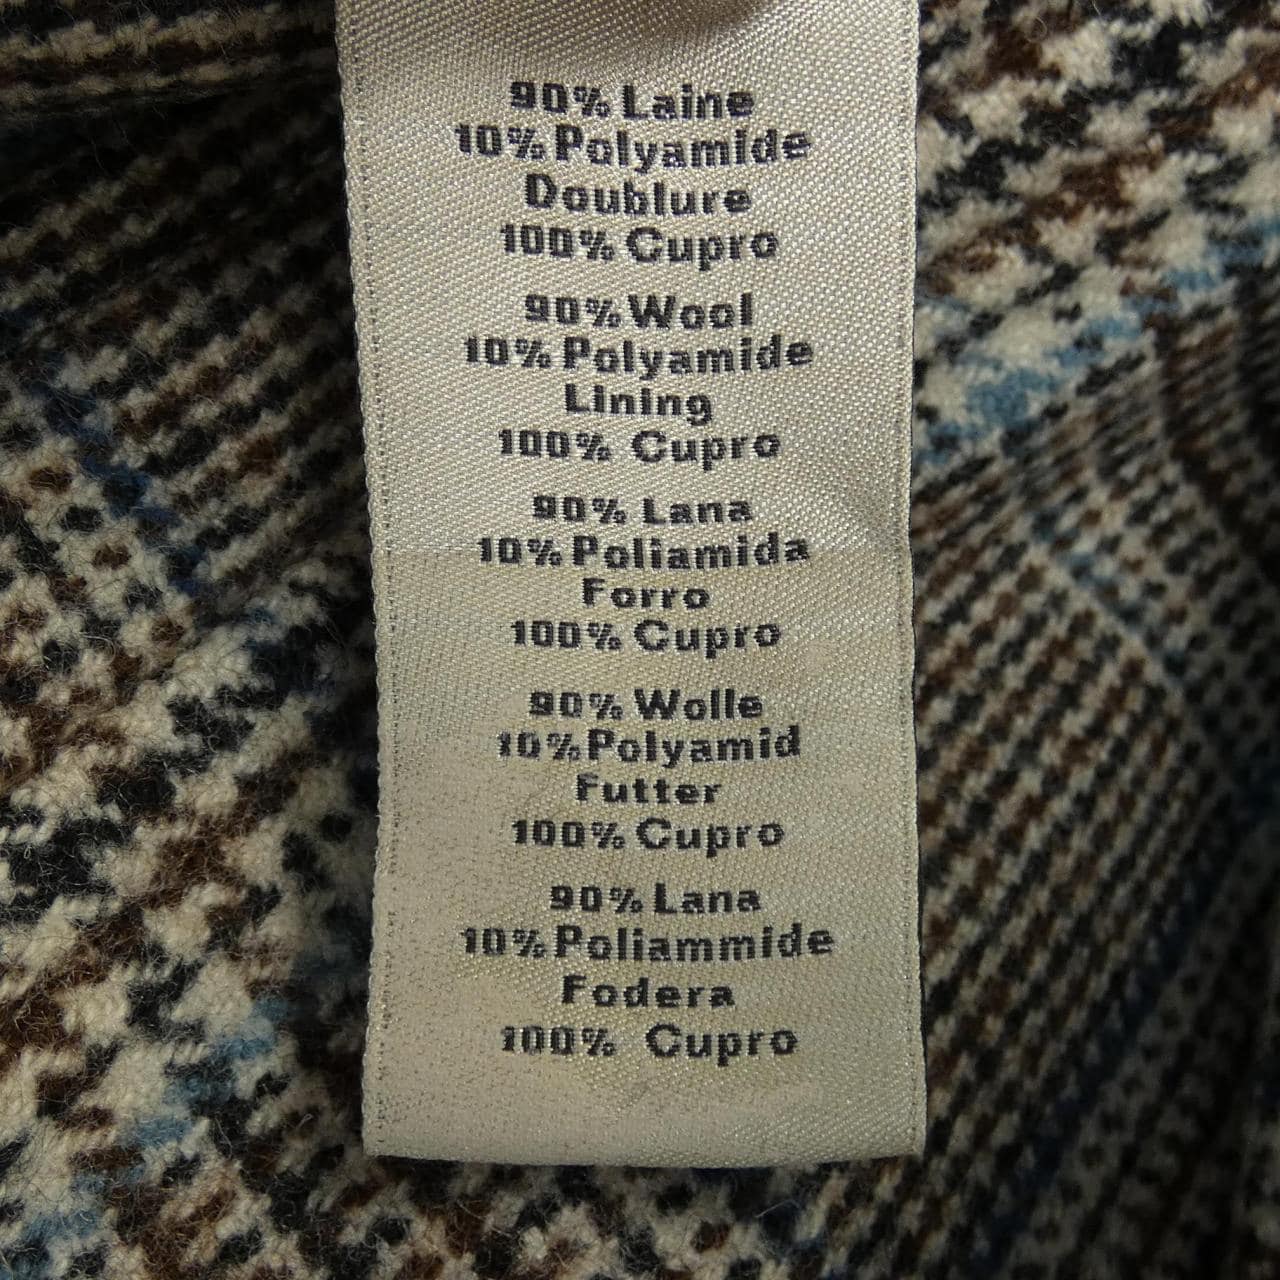 90% Laine
10% Polyamide
Doublure
100% Cupro
90% Wool
10% Polyamide
Lining
100% Cupro
90% Lana
10% Poliamida
Forro
100% Cupro
90% Wolle
10% Polyamid
Futter
100% Cupro
90% Lana
10% Poliammide
Fodera
100% Cupro